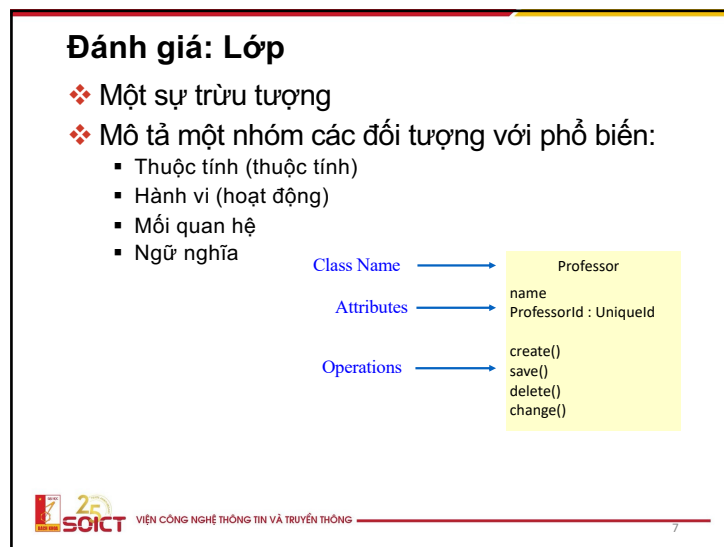 Đánh giá: Lớp
Một sự trừu tượng
Mô tả một nhóm các đối tượng với phổ biến:
Thuộc tính (thuộc tính)
Hành vi (hoạt động)
Mối quan hệ
Ngữ nghĩa
Class Name
Professor
Attributes
name
ProfessorId : UniqueId
Operations
create()
save()
delete()
change()
25
SOICT
VIỆN CÔNG NGHỆ THÔNG TIN VÀ TRUYỀN THÔNG
7